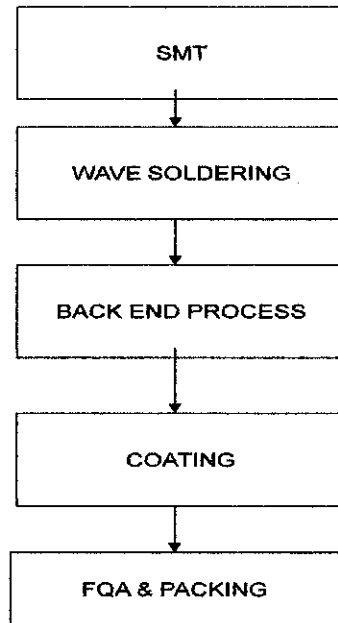 SMT
WAVE SOLDERING
BACK END PROCESS
COATING
FQA & PACKING